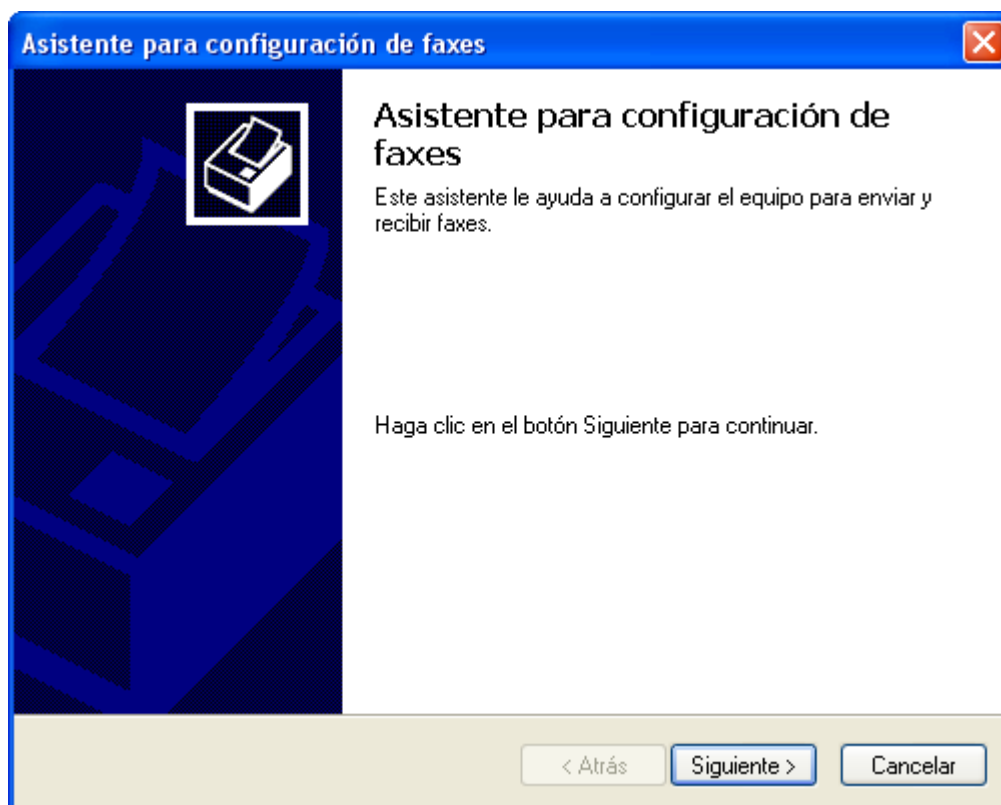 Asistente para configuración de faxes
Asistente para configuración de
faxes
Este asistente le ayuda a configurar el equipo para enviar y
recibir faxes.
Haga clic en el botón Siguiente para continuar.
< Atrás
Siguiente >
Cancelar